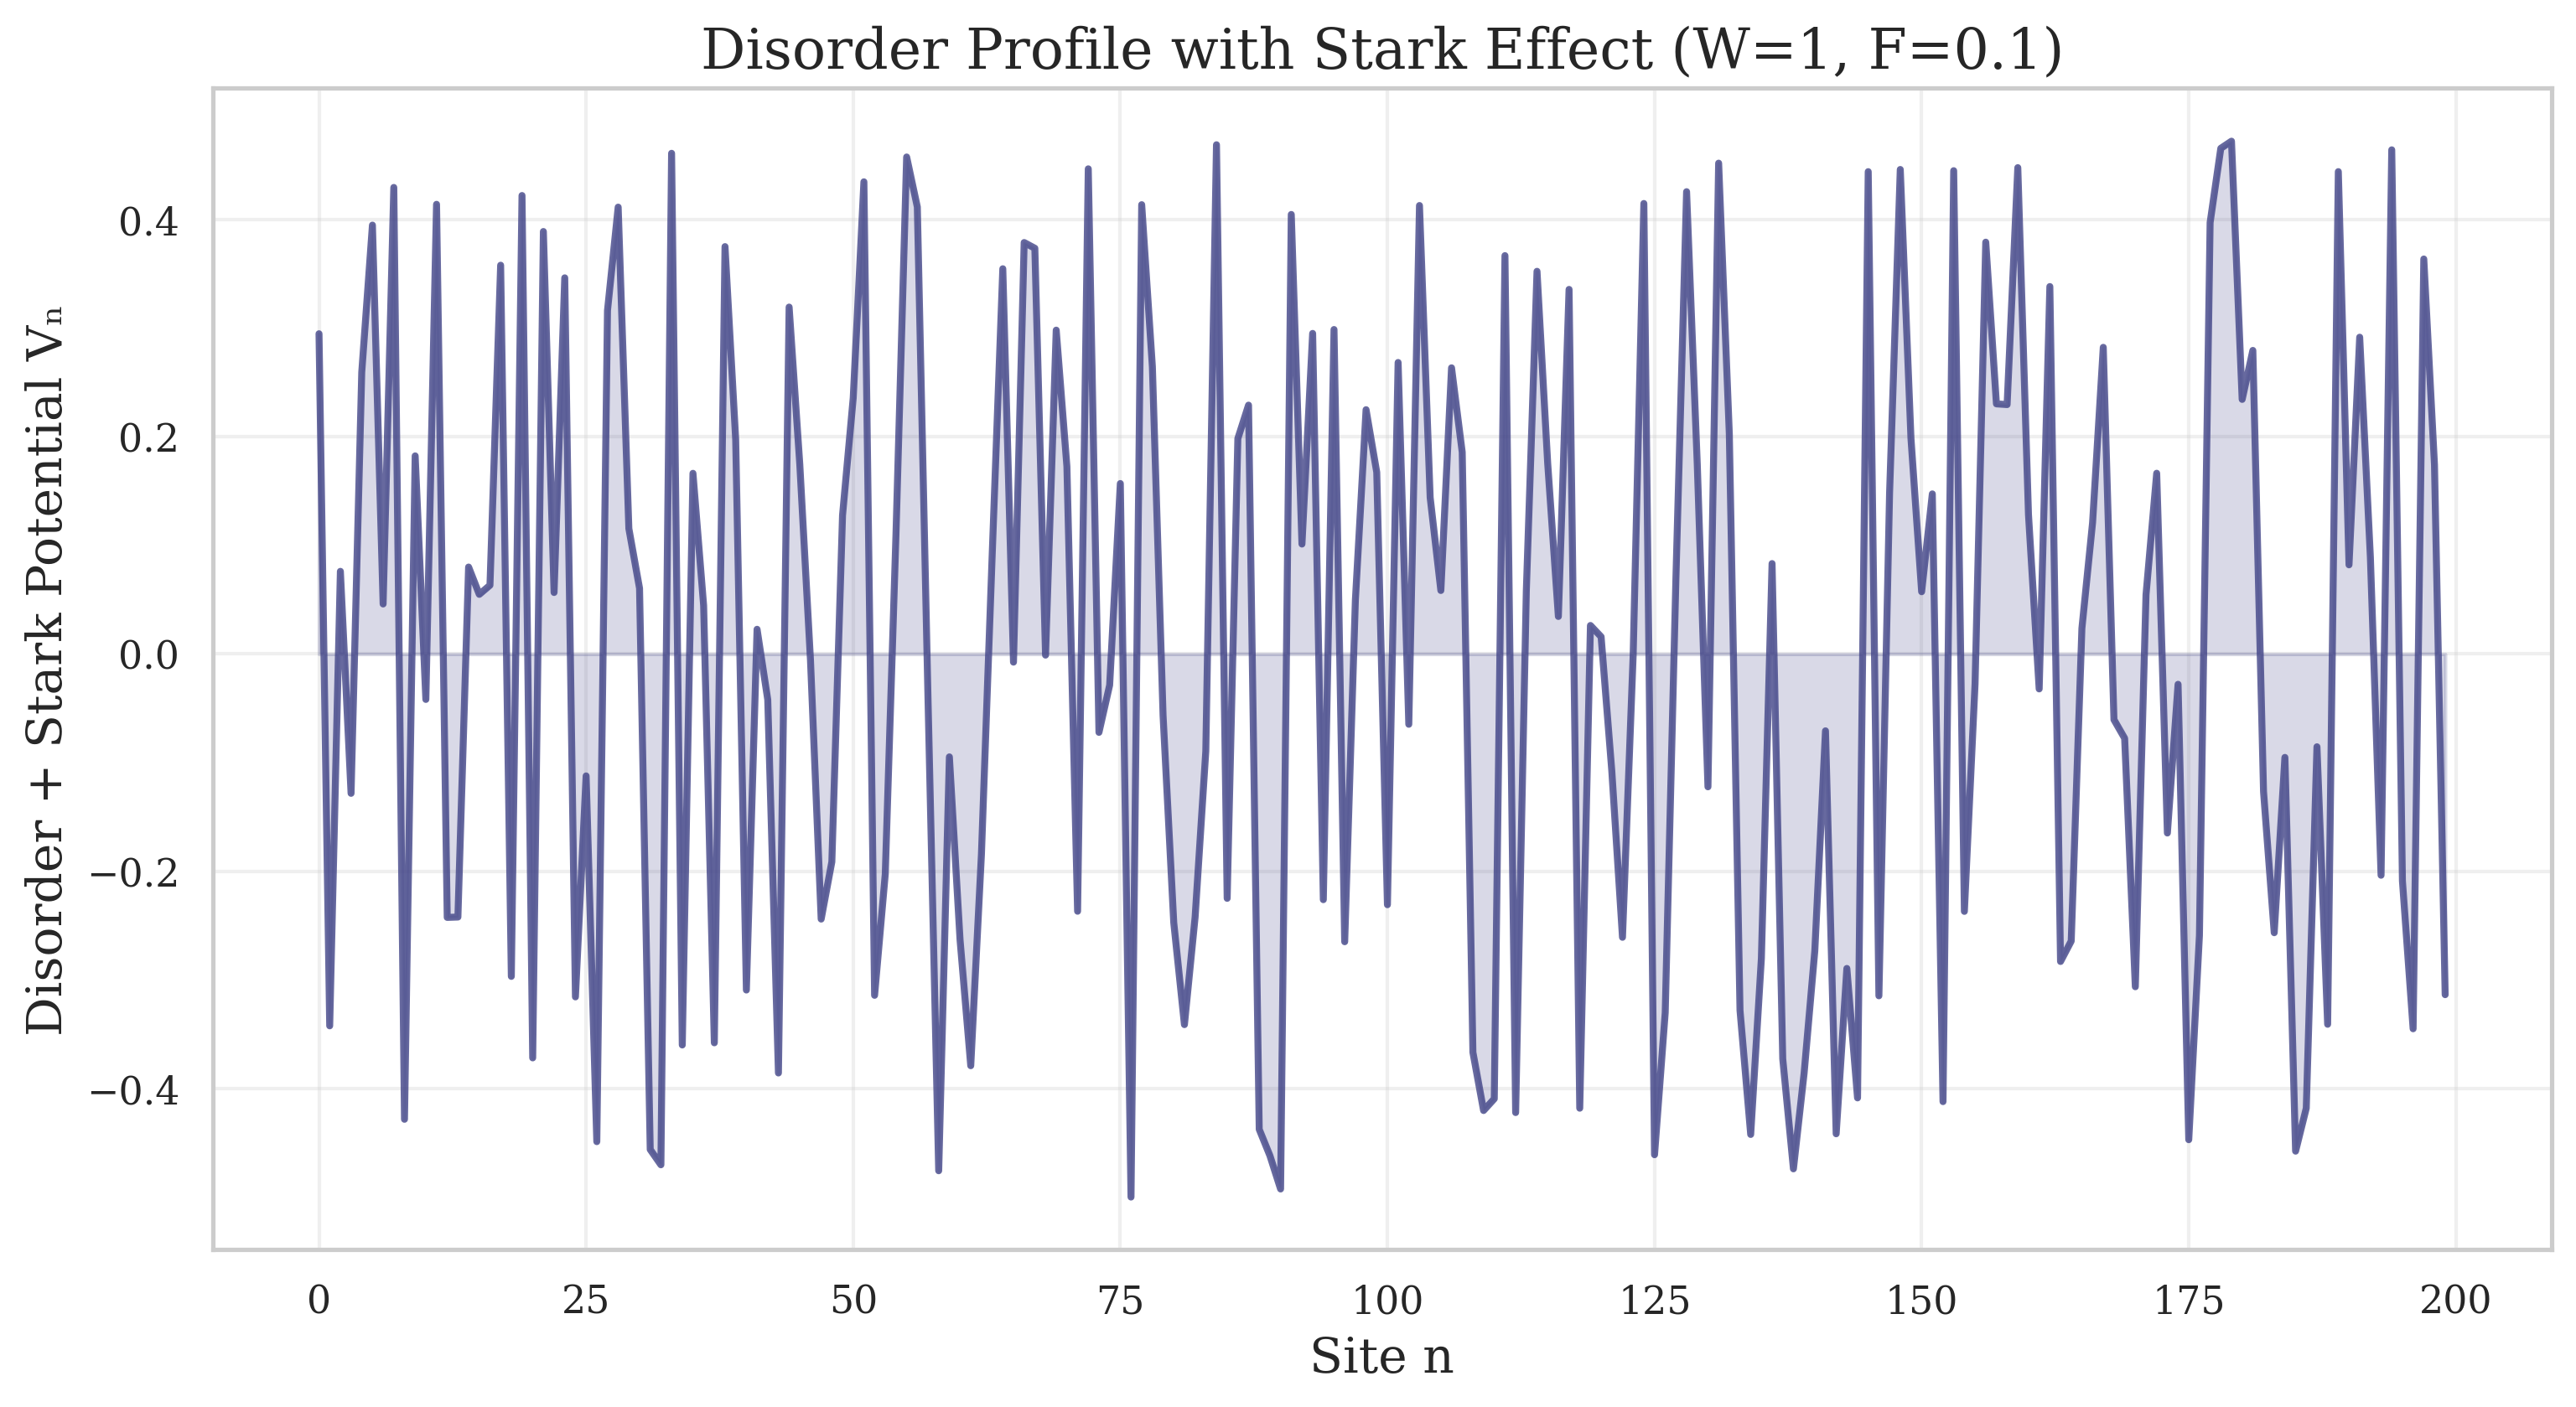 Disorder Profile with Stark Effect (W=1, F=0.1)
Disorder + Stark Potential Vₙ
0.4
0.2
0.0
−0.2
−0.4
0 25 50 75 100 125 150 175 200
Site n